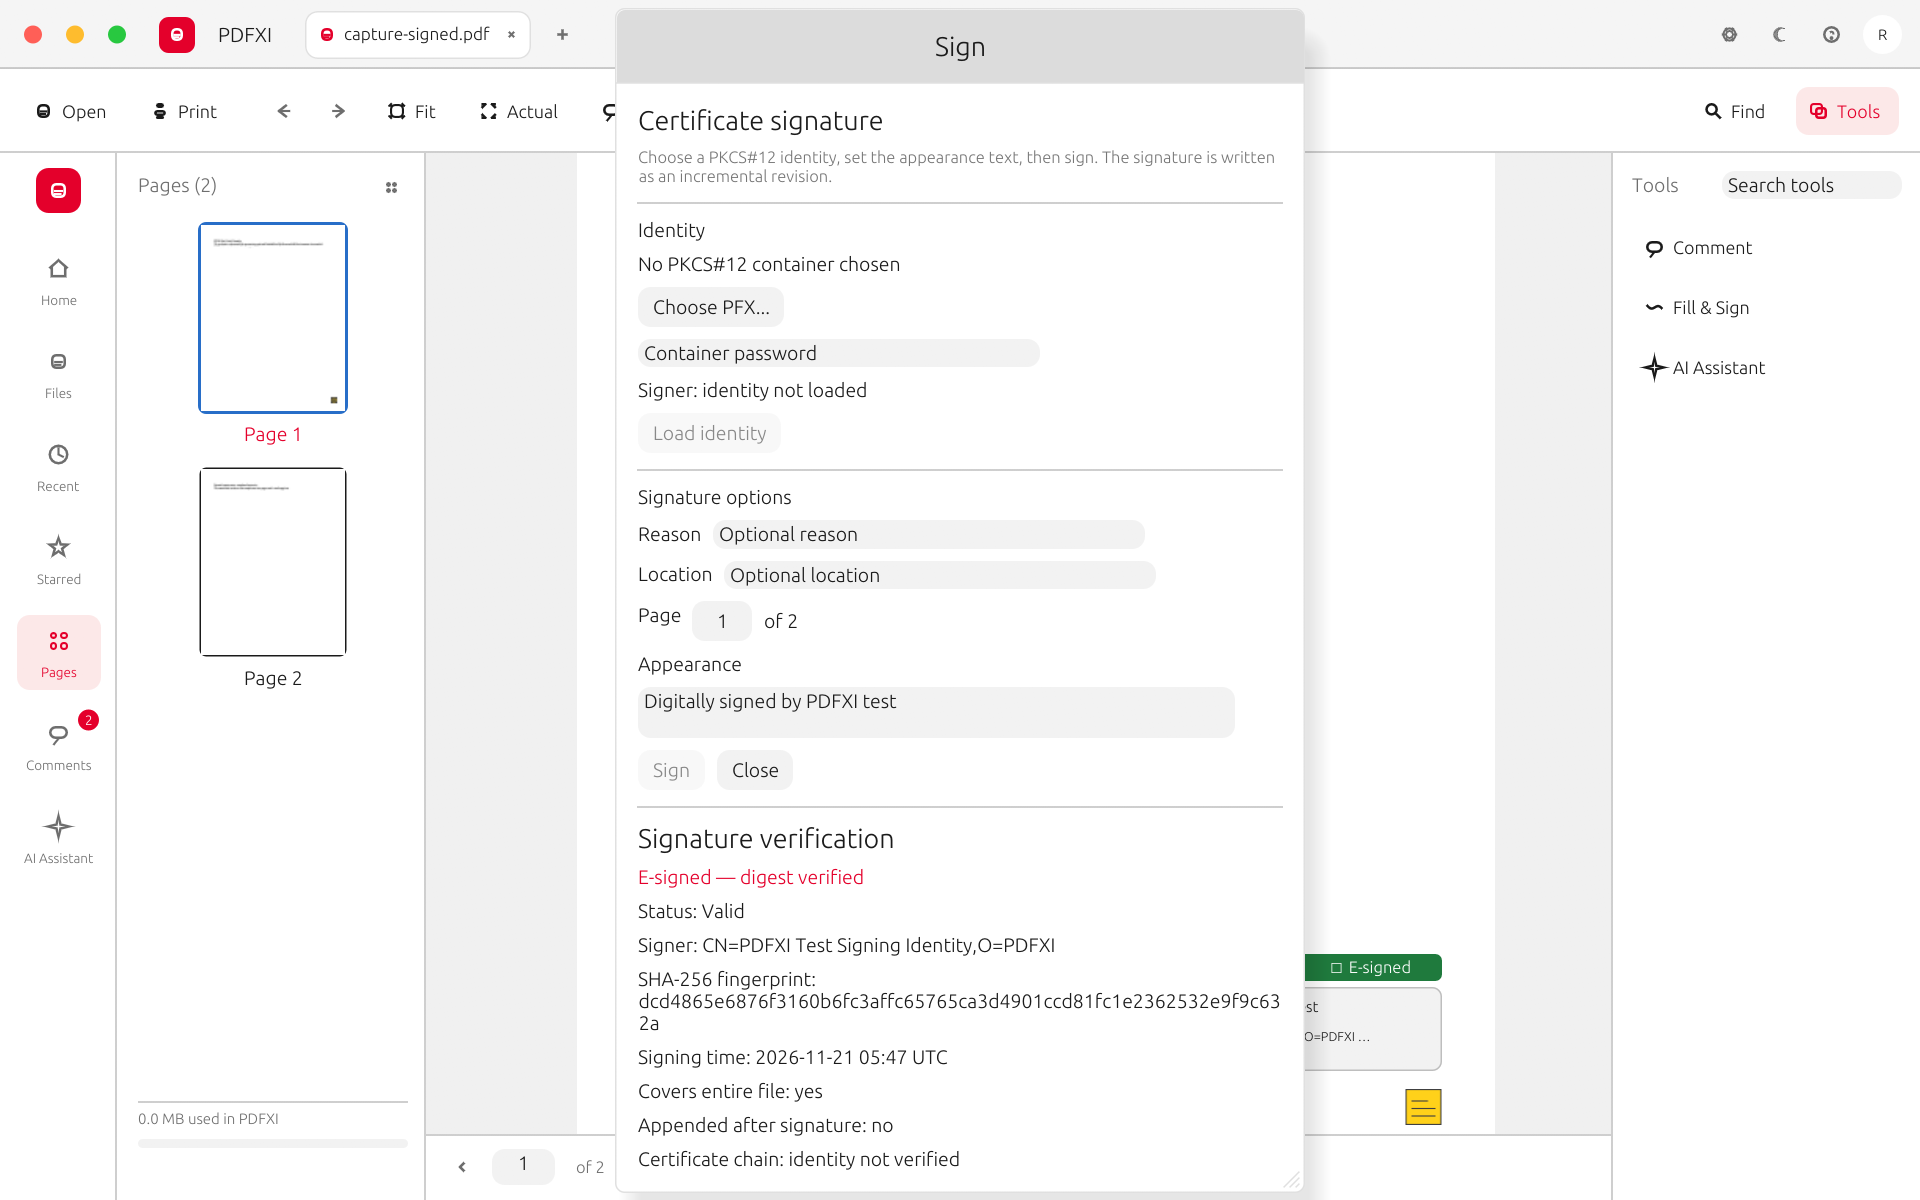 PDFXI
capture-signed.pdf
R
Open
Print
Fit
Actual
Find
Tools
Home
Files
Recent
Starred
Pages
2
Comments
AI Assistant
Pages (2)
Page 1
Page 2
0.0 MB used in PDFXI
Sign
Certificate signature
Choose a PKCS#12 identity, set the appearance text, then sign. The signature is written
as an incremental revision.
Identity
No PKCS#12 container chosen
Choose PFX...
Container password
Signer: identity not loaded
Load identity
Signature options
Reason Optional reason
Location Optional location
Page 1 of 2
Appearance
Digitally signed by PDFXI test
Sign Close
Signature verification
E-signed — digest verified
Status: Valid
Signer: CN=PDFXI Test Signing Identity,O=PDFXI
SHA-256 fingerprint:
dcd4865e6876f3160b6fc3affc65765ca3d4901ccd81fc1e2362532e9f9c63
2a
Signing time: 2026-11-21 05:47 UTC
Covers entire file: yes
Appended after signature: no
Certificate chain: identity not verified
E-signed
st
O=PDFXI ...
1 of 2
Tools
Search tools
Comment
Fill & Sign
AI Assistant